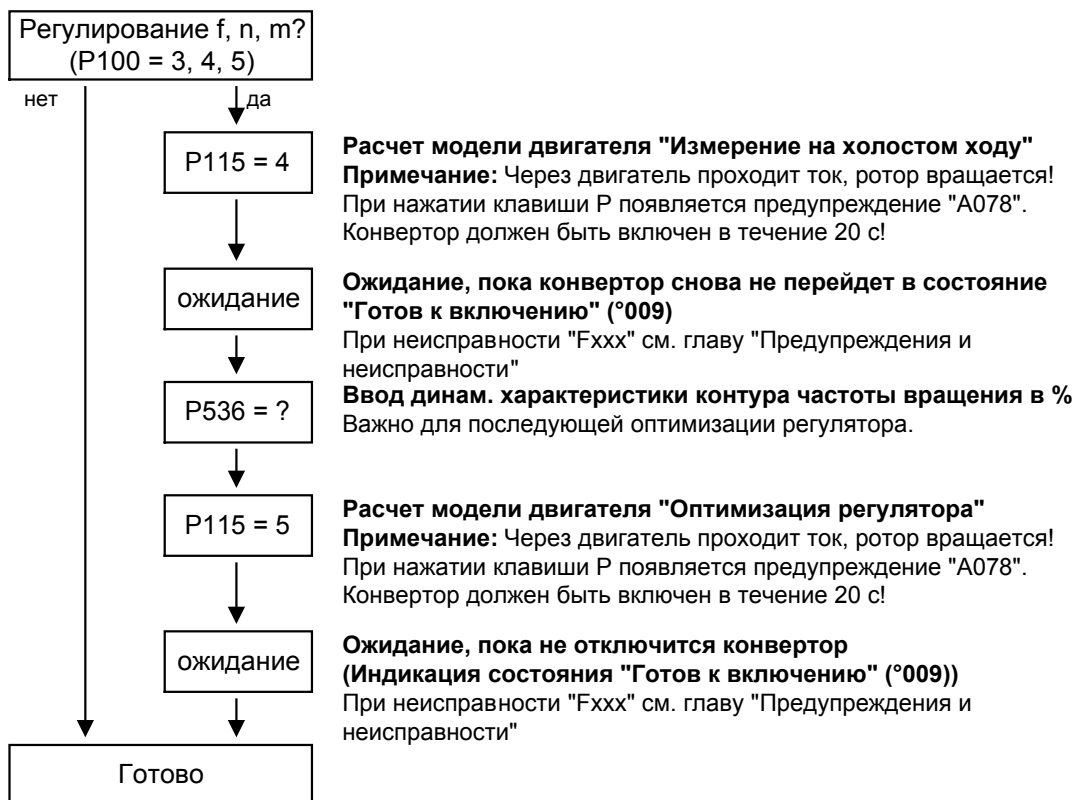 Регулирование f, n, m?
(P100 = 3, 4, 5)
нет
да
P115 = 4
Расчет модели двигателя "Измерение на холостом ходу"
Примечание: Через двигатель проходит ток, ротор вращается!
При нажатии клавиши P появляется предупреждение "A078".
Конвертор должен быть включен в течение 20 с!
ожидание
Ожидание, пока конвертор снова не перейдет в состояние
"Готов к включению" (°009)
При неисправности "Fxxx" см. главу "Предупреждения и
неисправности"
P536 = ?
Ввод динам. характеристики контура частоты вращения в %
Важно для последующей оптимизации регулятора.
P115 = 5
Расчет модели двигателя "Оптимизация регулятора"
Примечание: Через двигатель проходит ток, ротор вращается!
При нажатии клавиши P появляется предупреждение "A078".
Конвертор должен быть включен в течение 20 с!
ожидание
Ожидание, пока не отключится конвертор
(Индикация состояния "Готов к включению" (°009))
При неисправности "Fxxx" см. главу "Предупреждения и
неисправности"
Готово